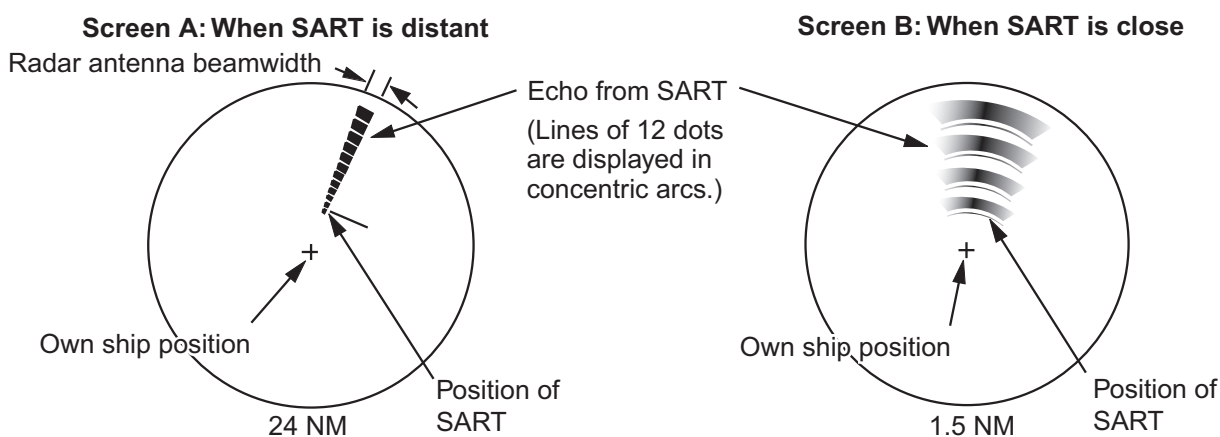 Screen A: When SART is distant
Radar antenna beamwidth
Own ship position
Position of
SART
24 NM
Echo from SART
(Lines of 12 dots
are displayed in
concentric arcs.)
Screen B: When SART is close
Own ship position
Position of
SART
1.5 NM